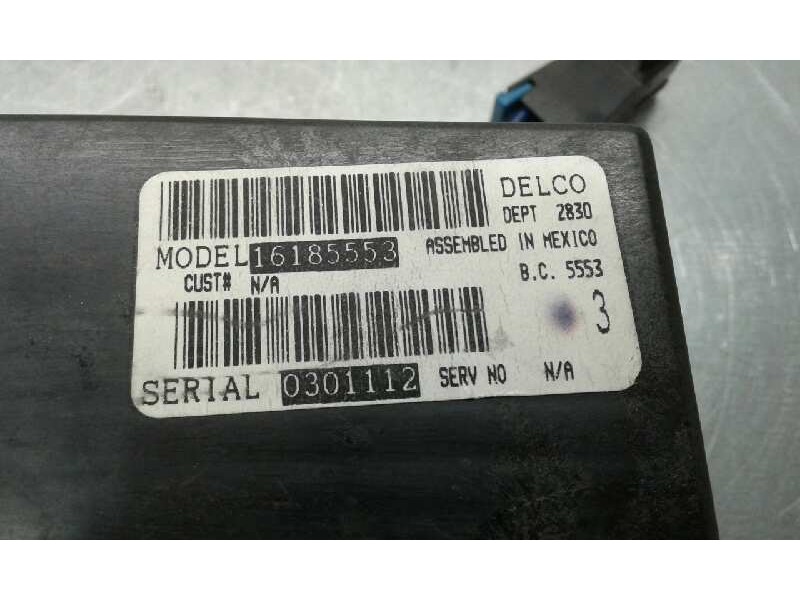 DELCO
DEPT 2830
MODEL 16185553 ASSEMBLED IN MEXICO
CUST# N/A B.C. 5553
3
SERIAL 0301112 SERV NO N/A